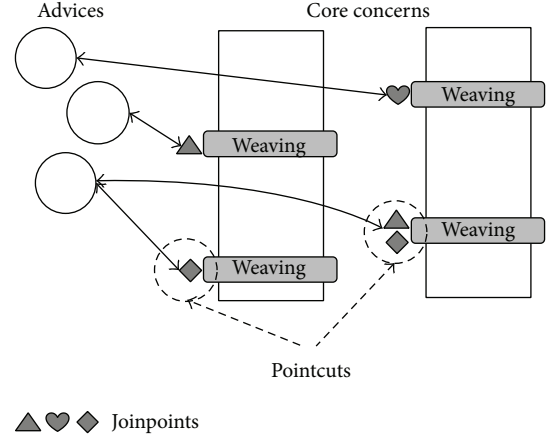 Advices
Core concerns
Weaving
Weaving
Weaving
Weaving
Pointcuts
Joinpoints